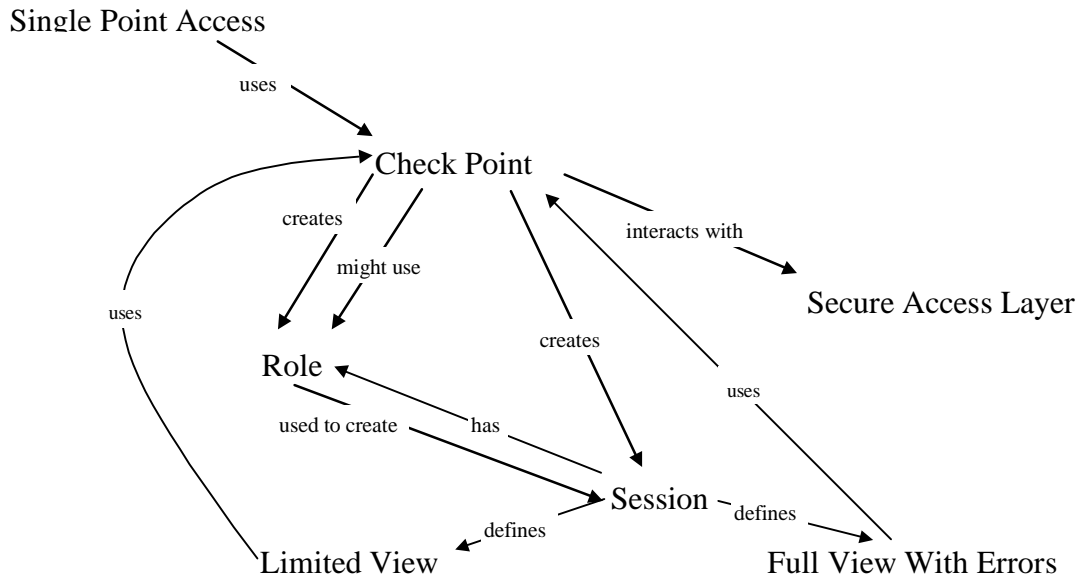 Single Point Access
uses
Check Point
creates
interacts with
might use
Secure Access Layer
uses
creates
Role
uses
used to create
has
Session
defines
defines
Limited View
Full View With Errors